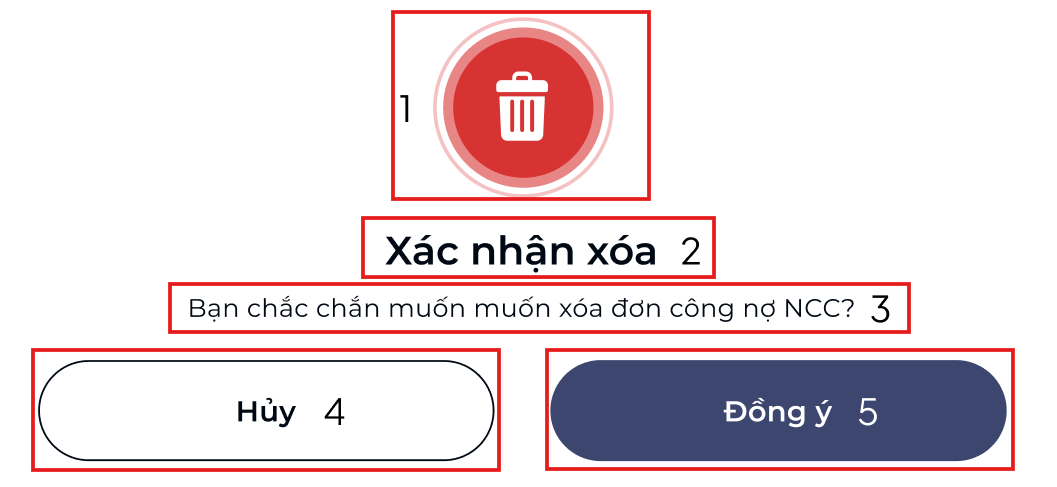 1
Xác nhận xóa 2
Bạn chắc chắn muốn muốn xóa đơn công nợ NCC? 3
Hủy 4
Đồng ý 5